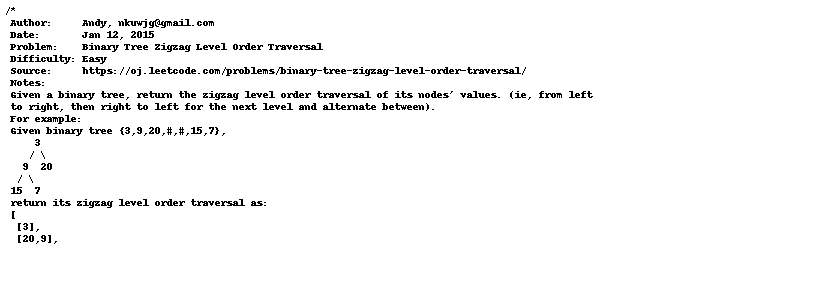 /*
 Author:     Andy, nkuwjg@gmail.com
 Date:       Jan 12, 2015
 Problem:    Binary Tree Zigzag Level Order Traversal
 Difficulty: Easy
 Source:     https://oj.leetcode.com/problems/binary-tree-zigzag-level-order-traversal/
 Notes:
 Given a binary tree, return the zigzag level order traversal of its nodes' values. (ie, from left
 to right, then right to left for the next level and alternate between).
 For example:
 Given binary tree {3,9,20,#,#,15,7},
     3
    / \
   9  20
  / \
 15  7
 return its zigzag level order traversal as:
 [
  [3],
  [20,9],